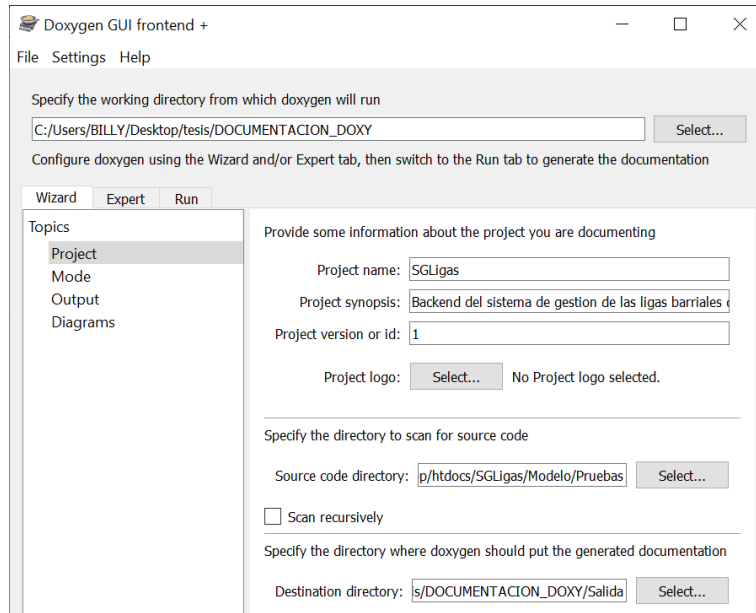 Doxygen GUI frontend +
File Settings Help
Specify the working directory from which doxygen will run
C:/Users/BILLY/Desktop/tesis/DOCUMENTACION_DOXY Select...
Configure doxygen using the Wizard and/or Expert tab, then switch to the Run tab to generate the documentation
Wizard Expert Run
Topics
Project
Mode
Output
Diagrams
Provide some information about the project you are documenting
Project name: SGLigas
Project synopsis: Backend del sistema de gestion de las ligas barriales
Project version or id: 1
Project logo: Select... No Project logo selected.
Specify the directory to scan for source code
Source code directory: p/htdocs/SGLigas/Modelo/Pruebas Select...
Scan recursively
Specify the directory where doxygen should put the generated documentation
Destination directory: is/DOCUMENTACION_DOXY/Salida Select...